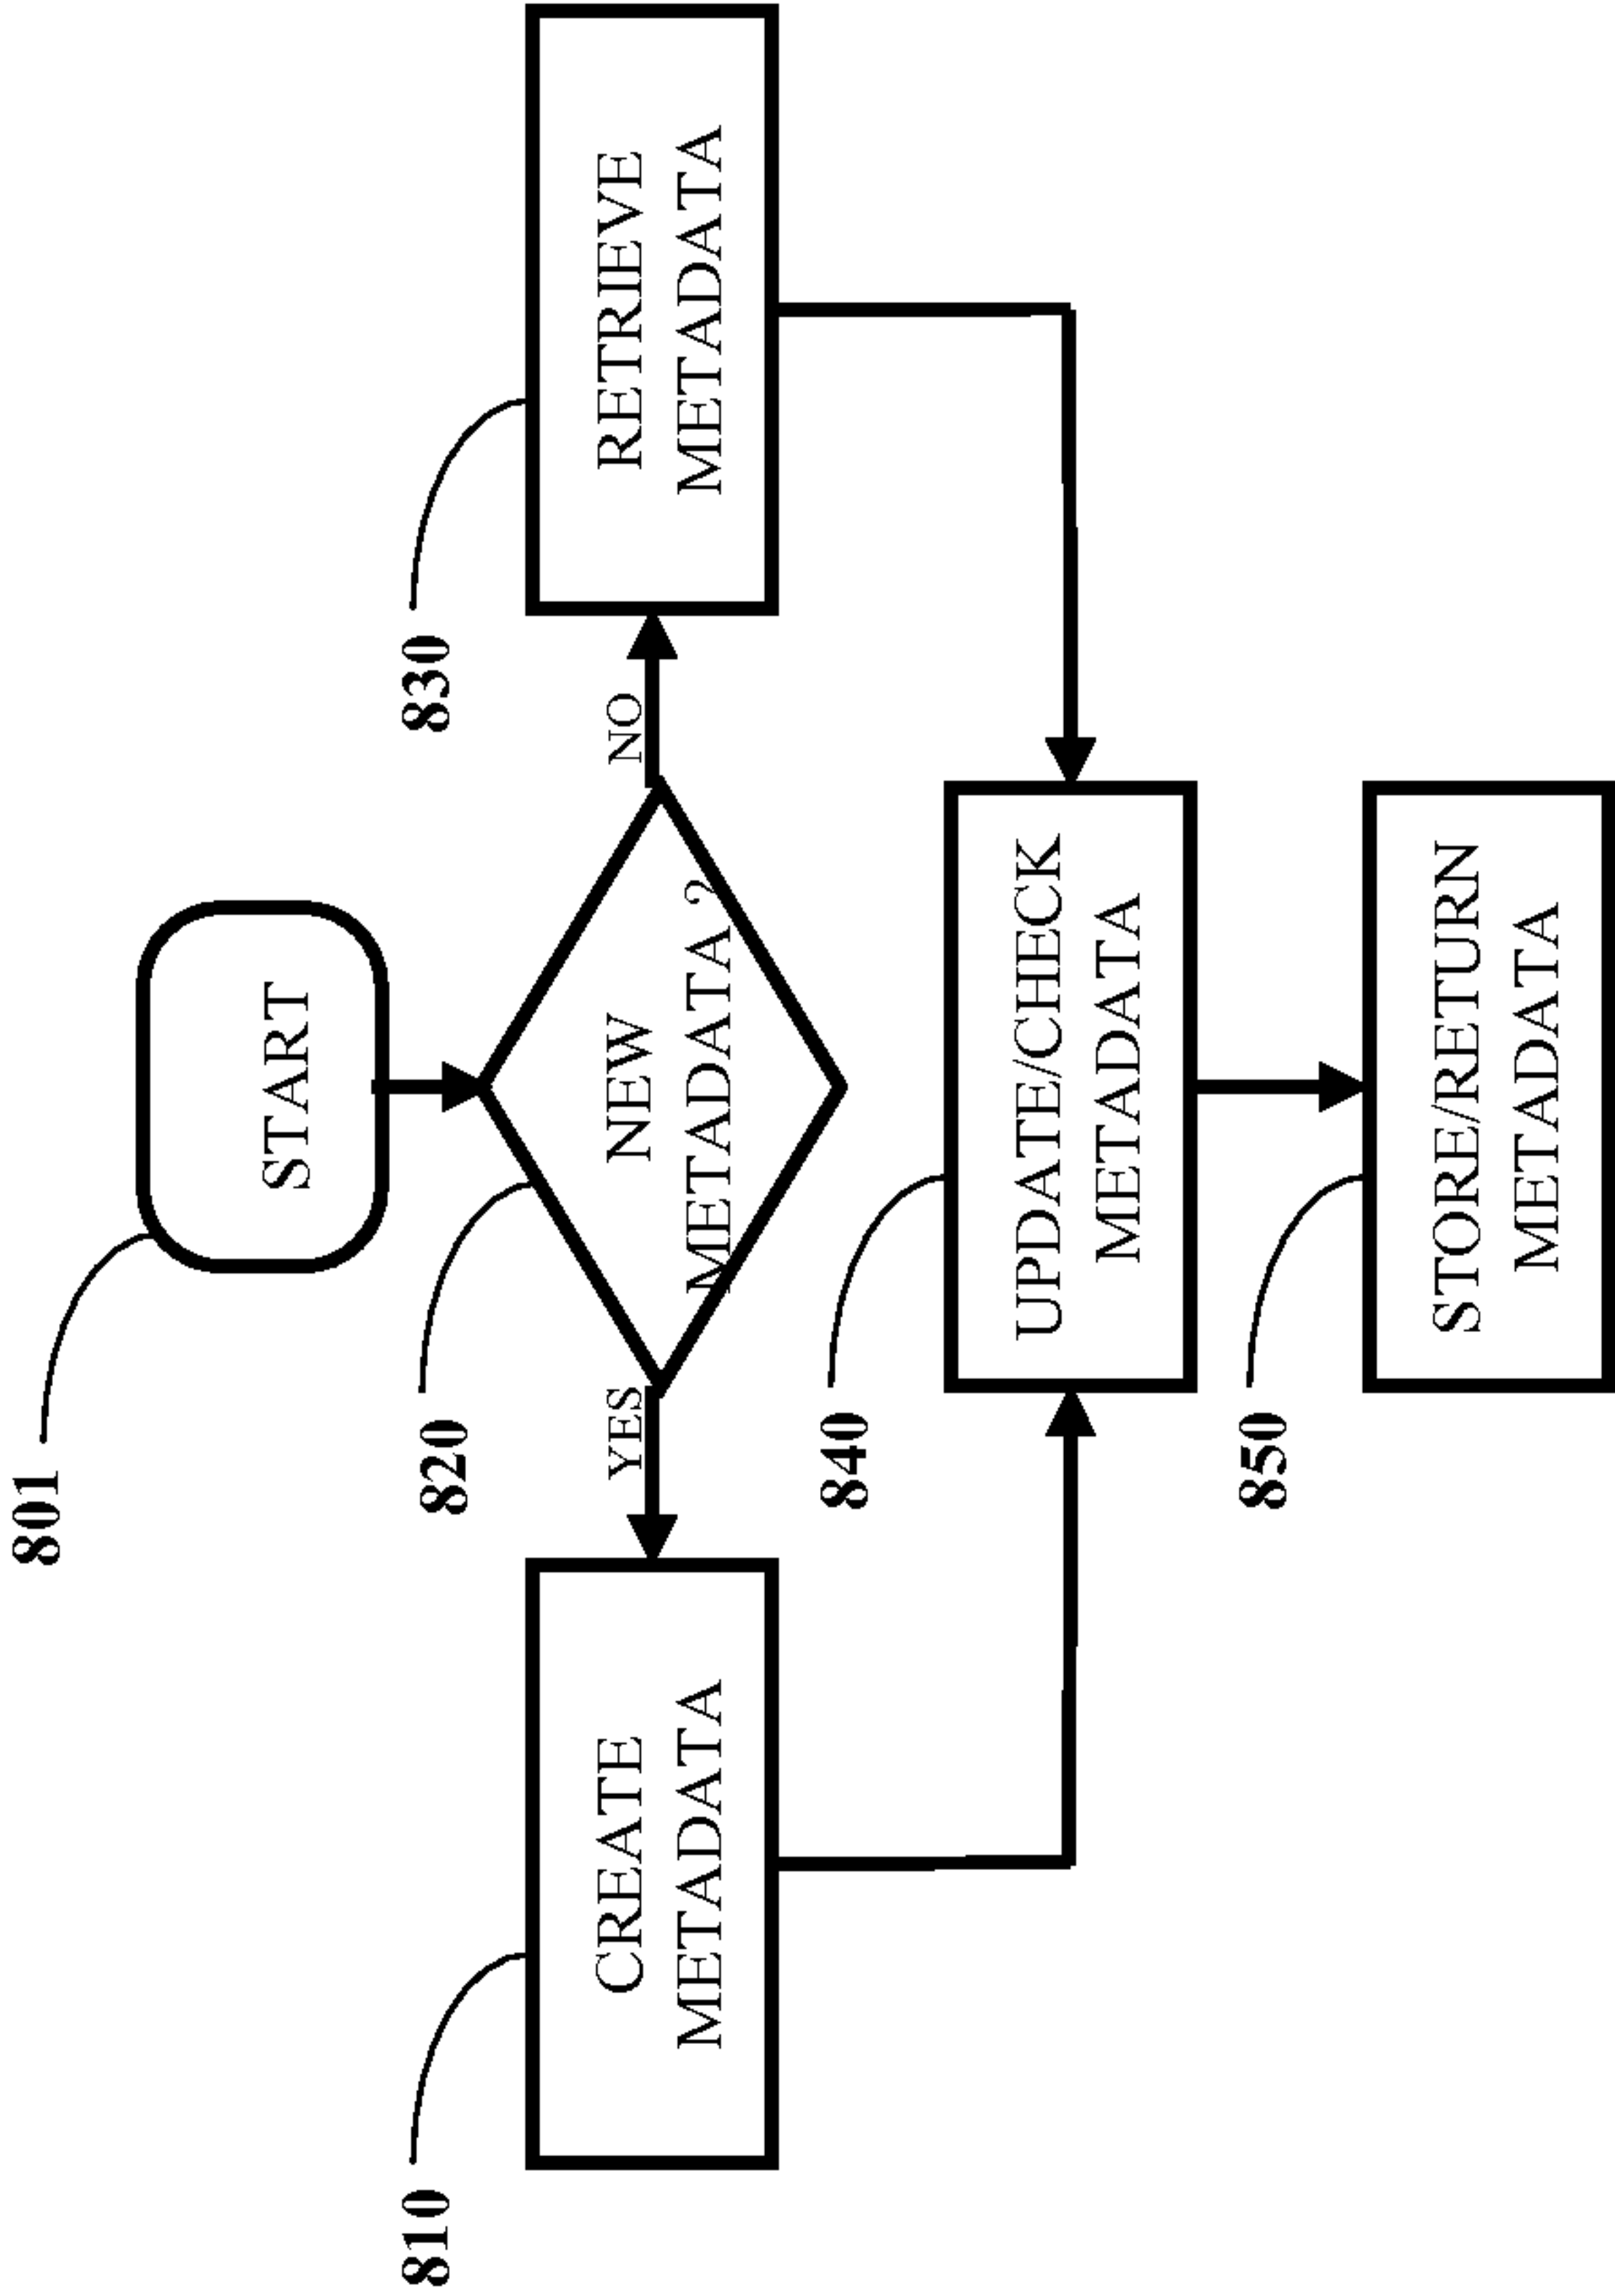 801
START
820
NEW
METADATA ?
YES
NO
810
CREATE
METADATA
830
RETRIEVE
METADATA
840
UPDATE/CHECK
METADATA
850
STORE/RETURN
METADATA